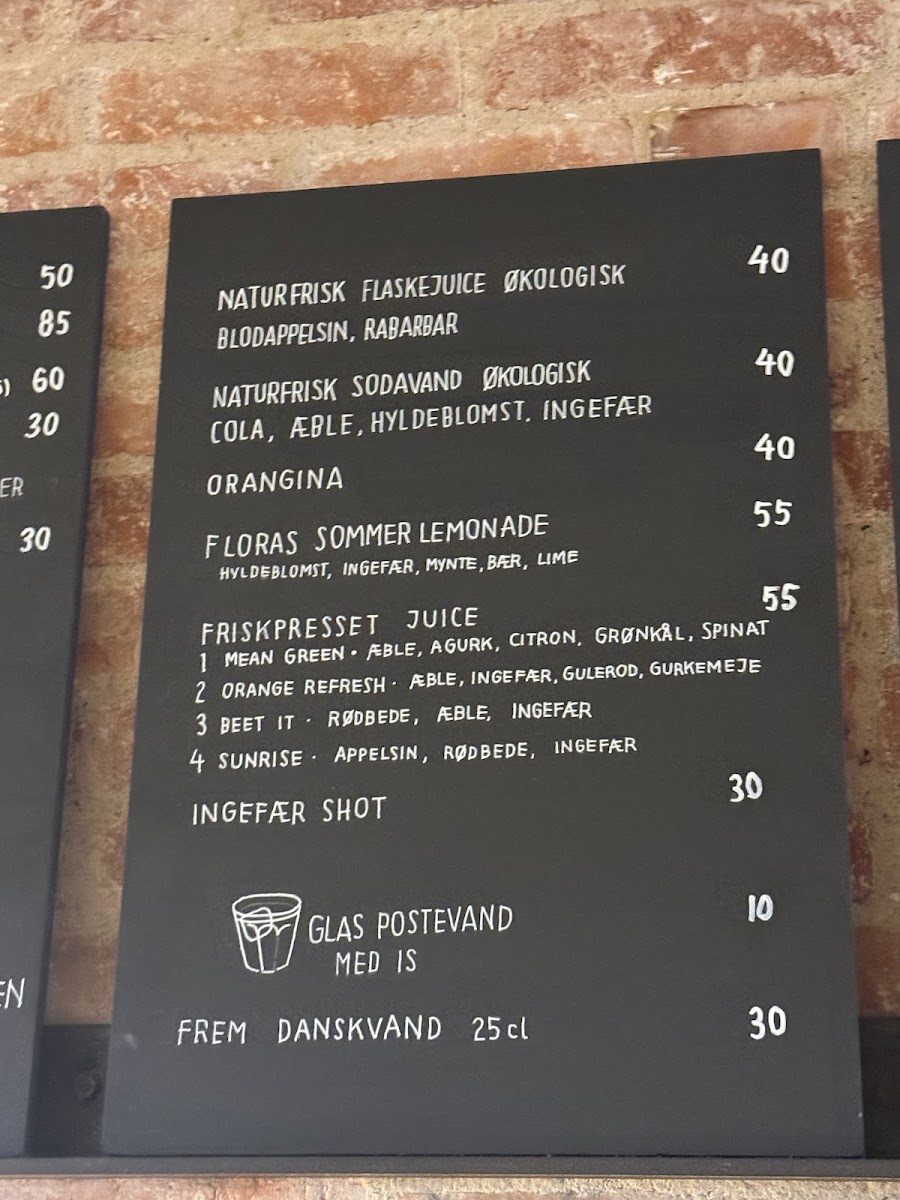 50
85
60
30
30
NATURFRISK FLASKEJUICE ØKOLOGISK 40
BLODAPPELSIN, RABARBAR
NATURFRISK SODAVAND ØKOLOGISK 40
COLA, ÆBLE, HYLDEBLOMST. INGEFÆR
ORANGINA 40
FLORAS SOMMER LEMONADE 55
HYLDEBLOMST, INGEFÆR, MYNTE, BÆR, LIME
FRISKPRESSET JUICE 55
1 MEAN GREEN · ÆBLE, AGURK, CITRON, GRØNKÅL, SPINAT
2 ORANGE REFRESH · ÆBLE, INGEFÆR, GULEROD, GURKEMEJE
3 BEET IT · RØDBEDE, ÆBLE, INGEFÆR
4 SUNRISE · APPELSIN, RØDBEDE, INGEFÆR
INGEFÆR SHOT 30
GLAS POSTEVAND 10
MED IS
FREM DANSKVAND 25cl 30